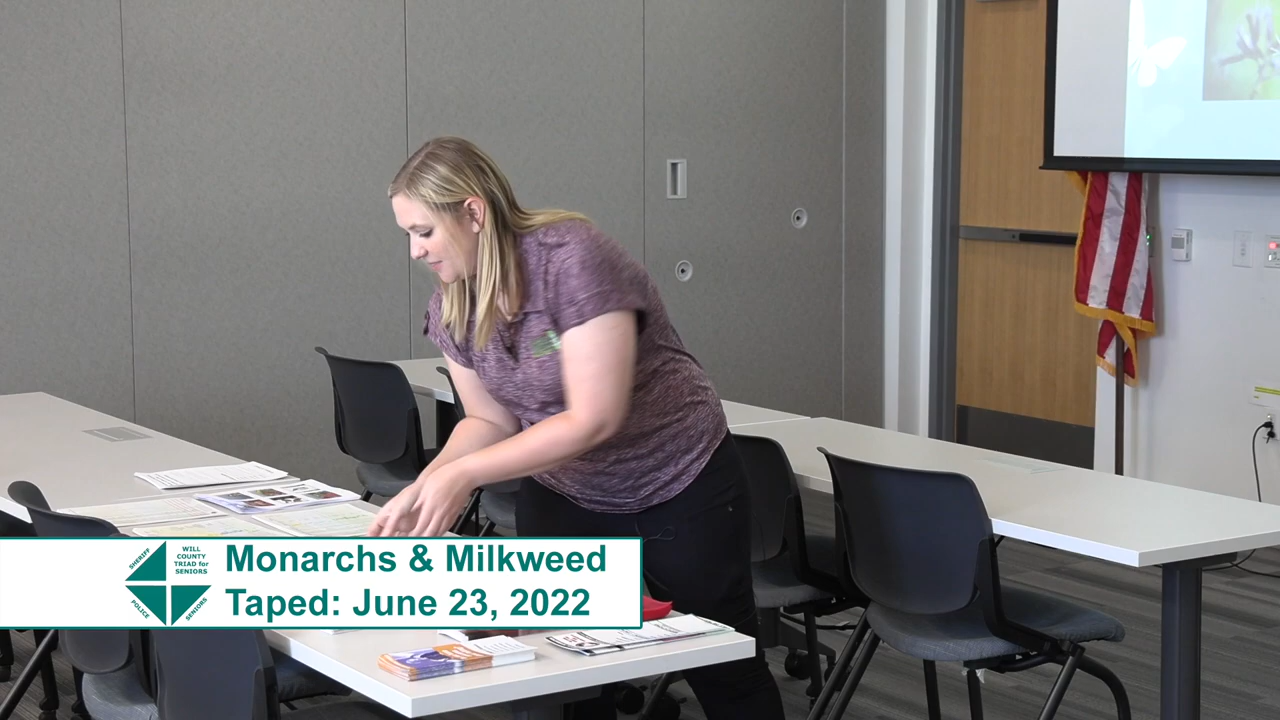 SHERIFF
WILL
COUNTY
TRIAD for
SENIORS
POLICE
SENIORS
Monarchs & Milkweed
Taped: June 23, 2022